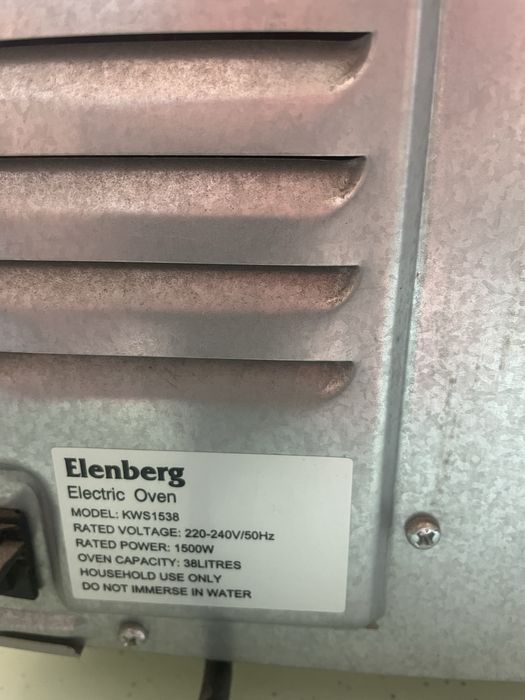 Elenberg
Electric Oven
MODEL: KWS1538
RATED VOLTAGE: 220-240V/50Hz
RATED POWER: 1500W
OVEN CAPACITY: 38LITRES
HOUSEHOLD USE ONLY
DO NOT IMMERSE IN WATER